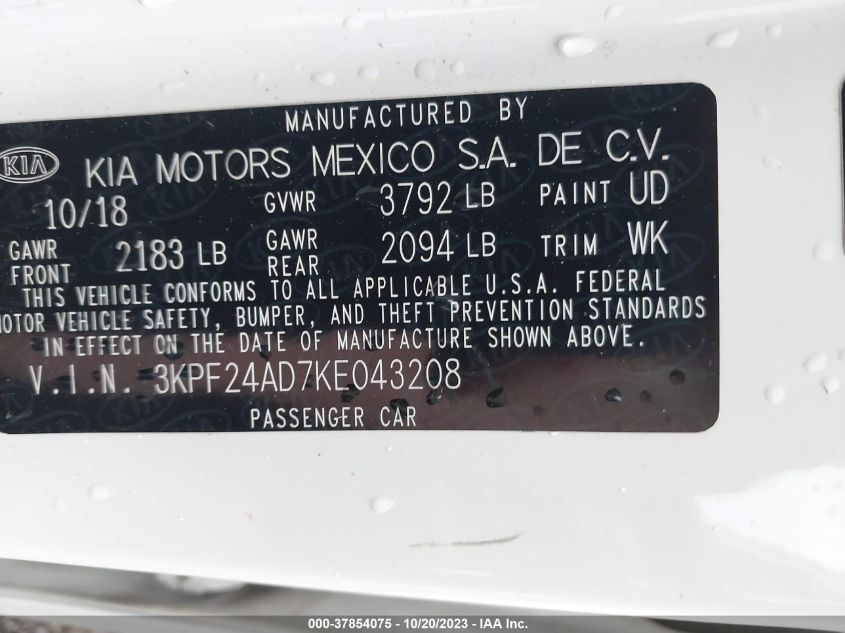 MANUFACTURED BY
KIA KIA MOTORS MEXICO S.A. DE C.V.
10/18 GVWR 3792 LB PAINT UD
GAWR FRONT 2183 LB GAWR REAR 2094 LB TRIM WK
THIS VEHICLE CONFORMS TO ALL APPLICABLE U.S.A. FEDERAL
MOTOR VEHICLE SAFETY, BUMPER, AND THEFT PREVENTION STANDARDS
IN EFFECT ON THE DATE OF MANUFACTURE SHOWN ABOVE.
V.I.N. 3KPF24AD7KE043208
PASSENGER CAR
000-37854075 | 10/20/2023 - IAA Inc.